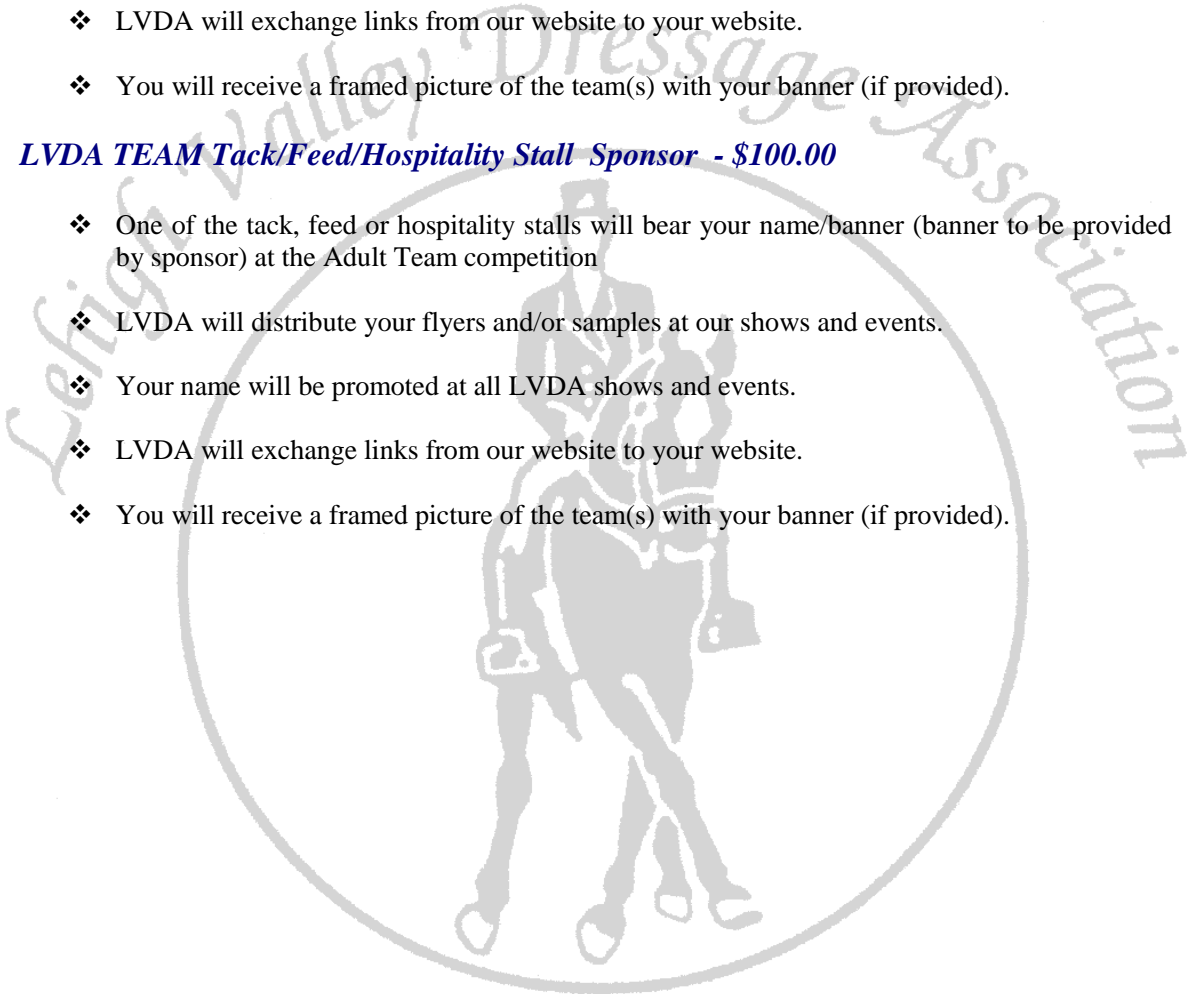 ❖ LVDA will exchange links from our website to your website.
❖ You will receive a framed picture of the team(s) with your banner (if provided).
LVDA TEAM Tack/Feed/Hospitality Stall Sponsor - $100.00
❖ One of the tack, feed or hospitality stalls will bear your name/banner (banner to be provided
by sponsor) at the Adult Team competition
❖ LVDA will distribute your flyers and/or samples at our shows and events.
❖ Your name will be promoted at all LVDA shows and events.
❖ LVDA will exchange links from our website to your website.
❖ You will receive a framed picture of the team(s) with your banner (if provided).
Lehigh Valley Dressage Association